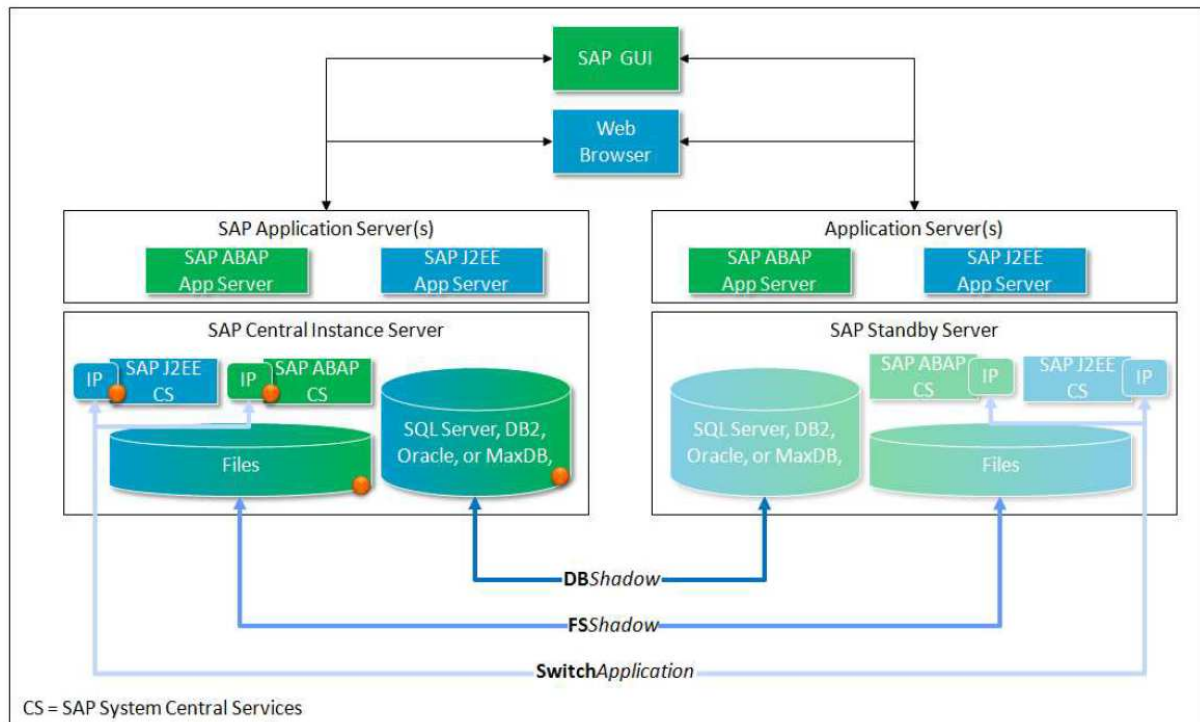 SAP GUI
Web
Browser
SAP Application Server(s)
SAP ABAP
App Server
SAP J2EE
App Server
Application Server(s)
SAP ABAP
App Server
SAP J2EE
App Server
SAP Central Instance Server
IP
SAP J2EE
CS
IP
SAP ABAP
CS
Files
SQL Server, DB2,
Oracle, or MaxDB,
SAP Standby Server
SQL Server, DB2,
Oracle, or MaxDB,
SAP ABAP
CS
IP
SAP J2EE
CS
IP
Files
DBShadow
FSShadow
SwitchApplication
CS = SAP System Central Services